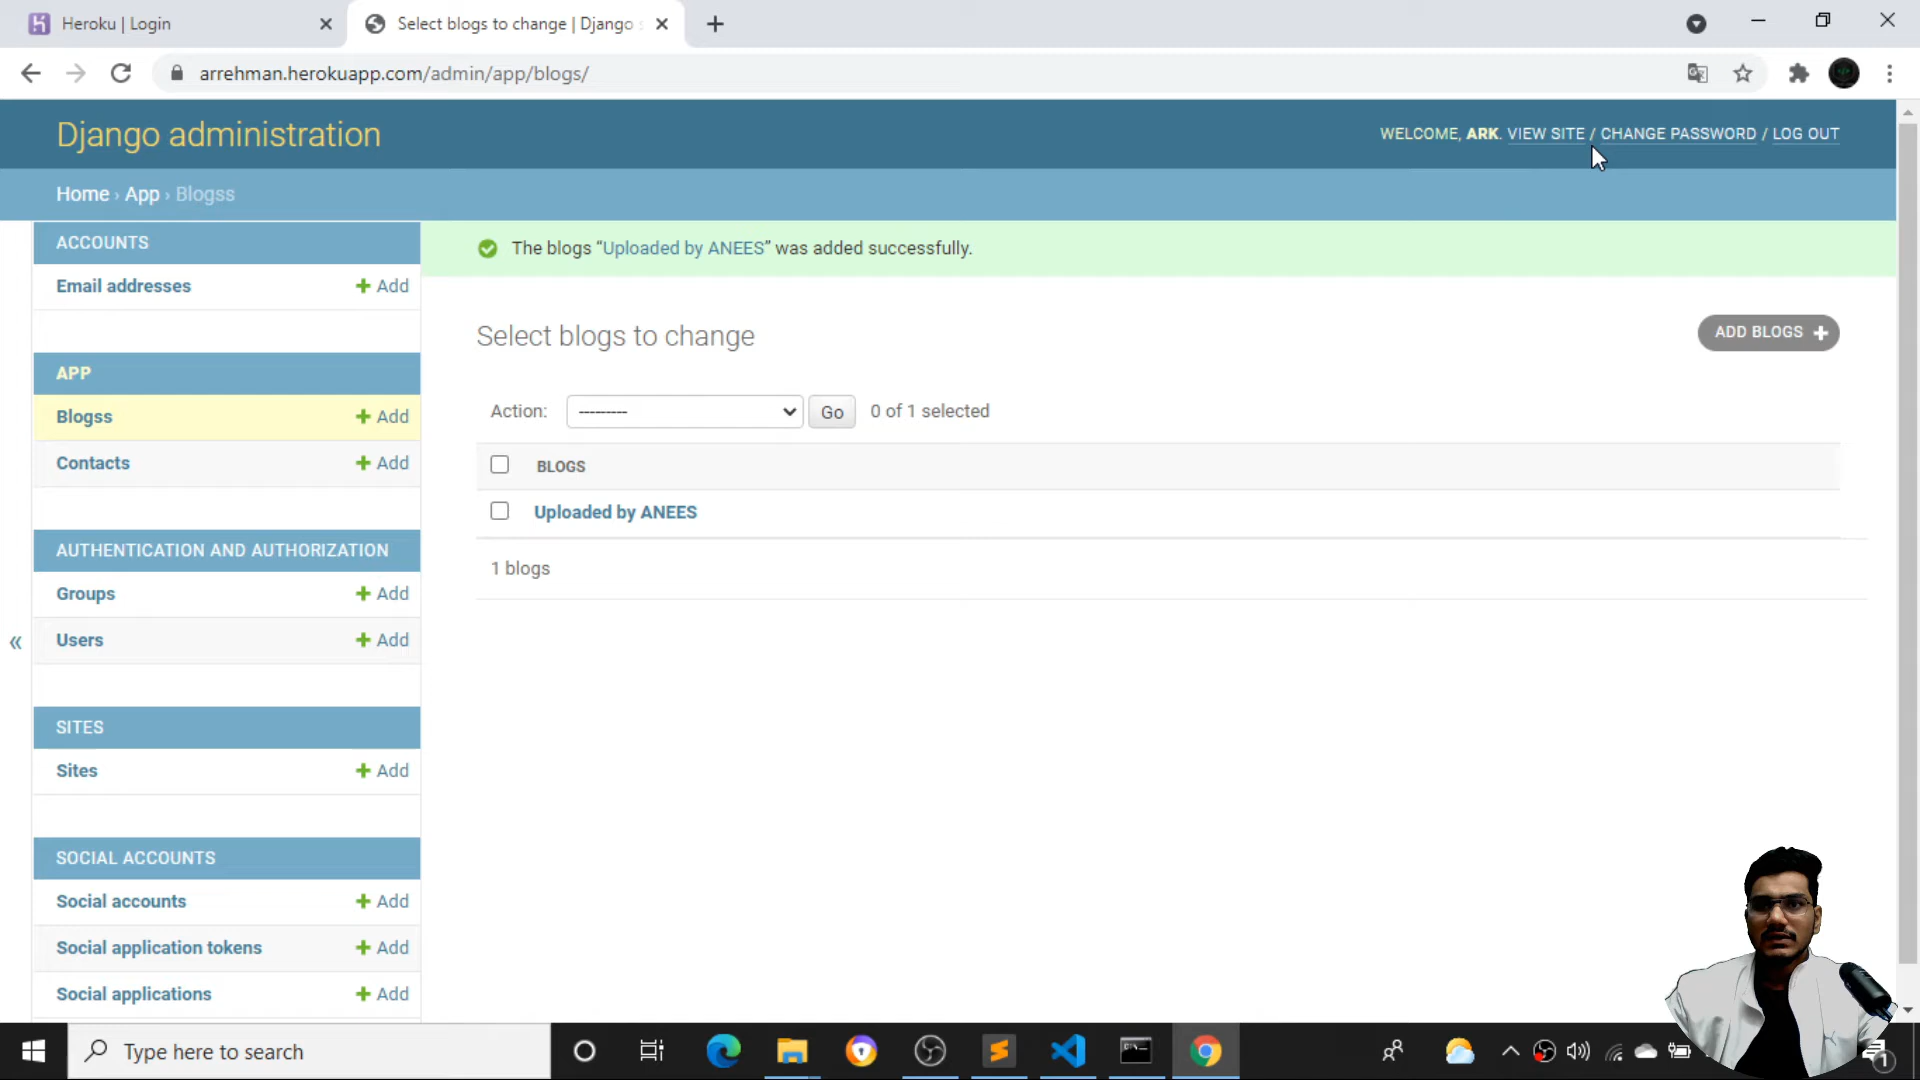 Heroku | Login
Select blogs to change | Django s
arrehman.herokuapp.com/admin/app/blogs/
Django administration
WELCOME, ARK. VIEW SITE / CHANGE PASSWORD / LOG OUT
Home › App › Blogss
ACCOUNTS
Email addresses + Add
APP
Blogss + Add
Contacts + Add
AUTHENTICATION AND AUTHORIZATION
Groups + Add
Users + Add
«
SITES
Sites + Add
SOCIAL ACCOUNTS
Social accounts + Add
Social application tokens + Add
Social applications + Add
The blogs “Uploaded by ANEES” was added successfully.
Select blogs to change
ADD BLOGS +
Action: --------- Go 0 of 1 selected
BLOGS
Uploaded by ANEES
1 blogs
Type here to search
1